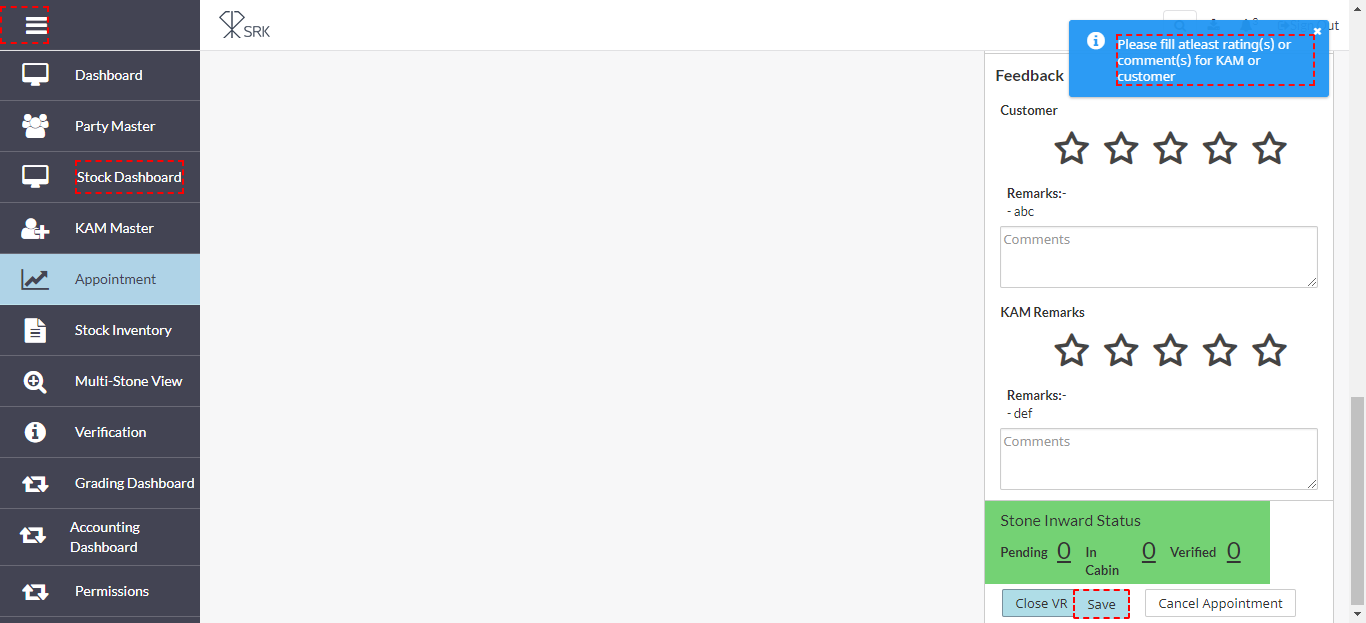 SRK
Dashboard
Party Master
Stock Dashboard
KAM Master
Appointment
Stock Inventory
Multi-Stone View
Verification
Grading Dashboard
Accounting
Dashboard
Permissions
Please fill atleast rating(s) or
comment(s) for KAM or
customer
Feedback
Customer
Remarks:-
- abc
Comments
KAM Remarks
Remarks:-
- def
Comments
Stone Inward Status
Pending 0 In Cabin 0 Verified 0
Close VR Save Cancel Appointment